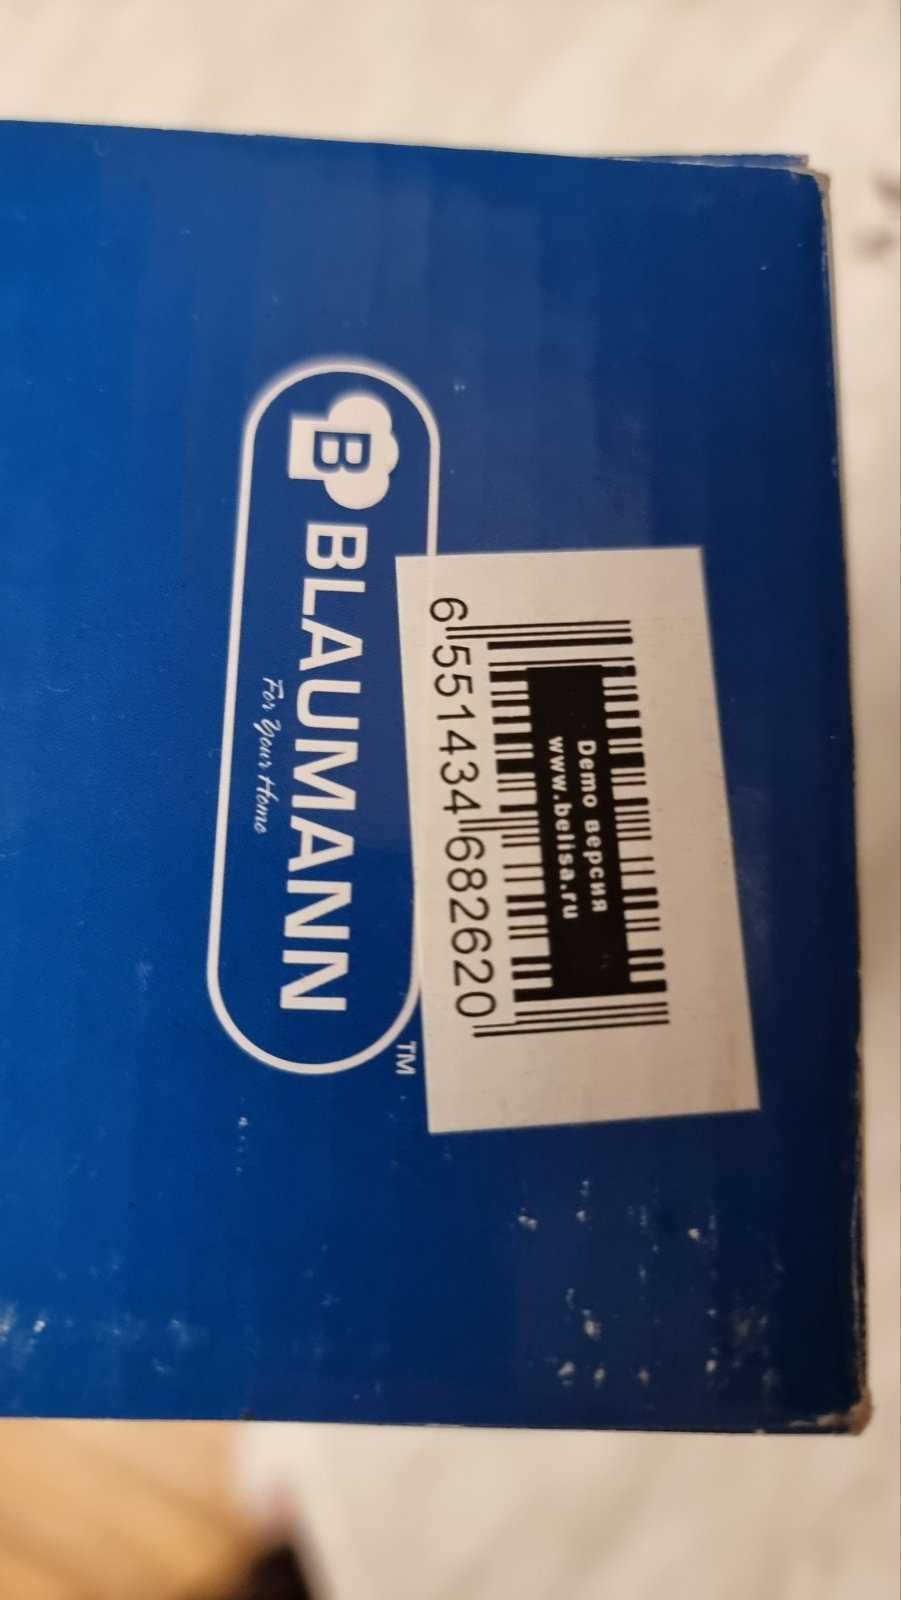 B BLAUMANN
For Your Home
TM
Demo версия
www.belisa.ru
6 551434 682620